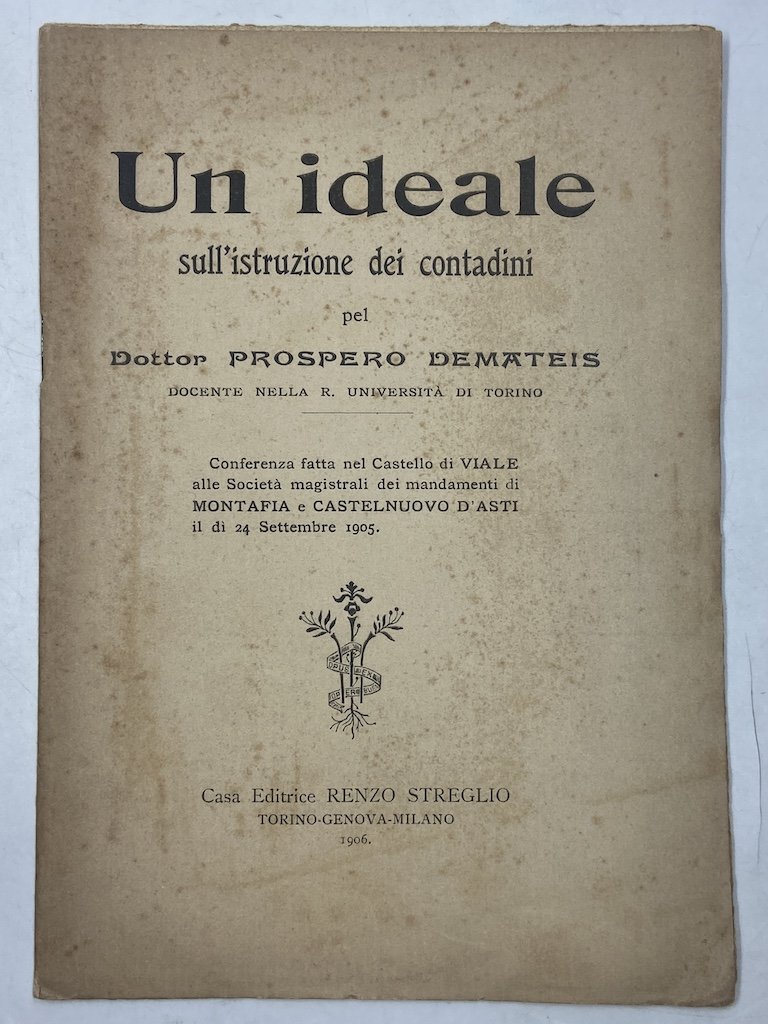 Un ideale
sull'istruzione dei contadini
pel
Dottor PROSPERO DEMATEIS
DOCENTE NELLA R. UNIVERSITÀ DI TORINO
Conferenza fatta nel Castello di VIALE
alle Società magistrali dei mandamenti di
MONTAFIA e CASTELNUOVO D'ASTI
il dì 24 Settembre 1905.
Casa Editrice RENZO STREGLIO
TORINO-GENOVA-MILANO
1906.